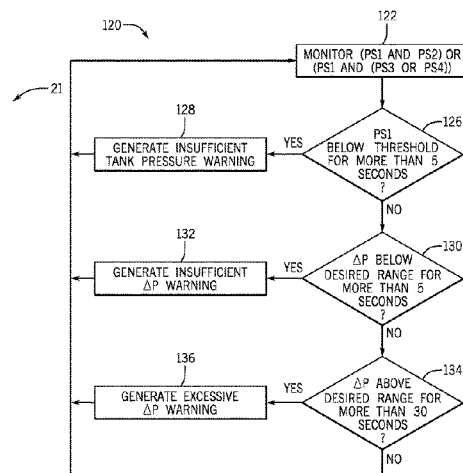 120
122
MONITOR (PS1 AND PS2) OR
(PS1 AND (PS3 OR PS4))
21
128
GENERATE INSUFFICIENT
TANK PRESSURE WARNING
YES
126
PS1
BELOW THRESHOLD
FOR MORE THAN 5
SECONDS
?
NO
132
GENERATE INSUFFICIENT
ΔP WARNING
YES
130
ΔP BELOW
DESIRED RANGE FOR
MORE THAN 5
SECONDS
?
NO
136
GENERATE EXCESSIVE
ΔP WARNING
YES
134
ΔP ABOVE
DESIRED RANGE FOR
MORE THAN 30
SECONDS
?
NO